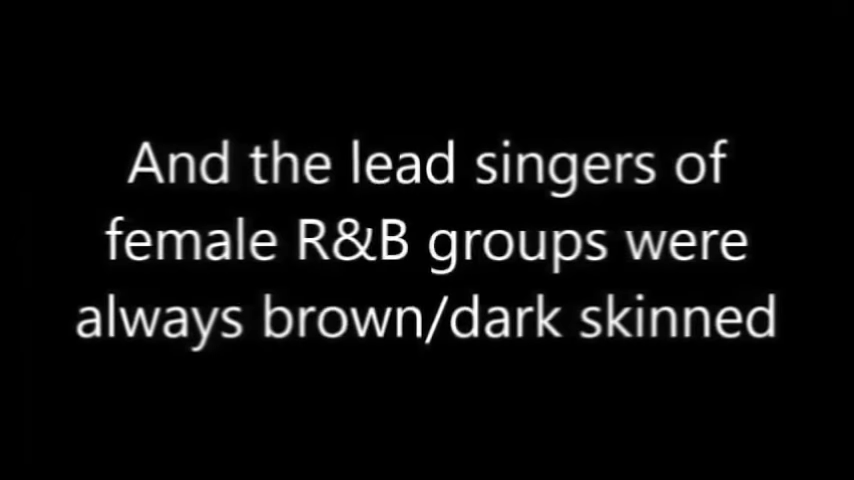 And the lead singers of
female R&B groups were
always brown/dark skinned